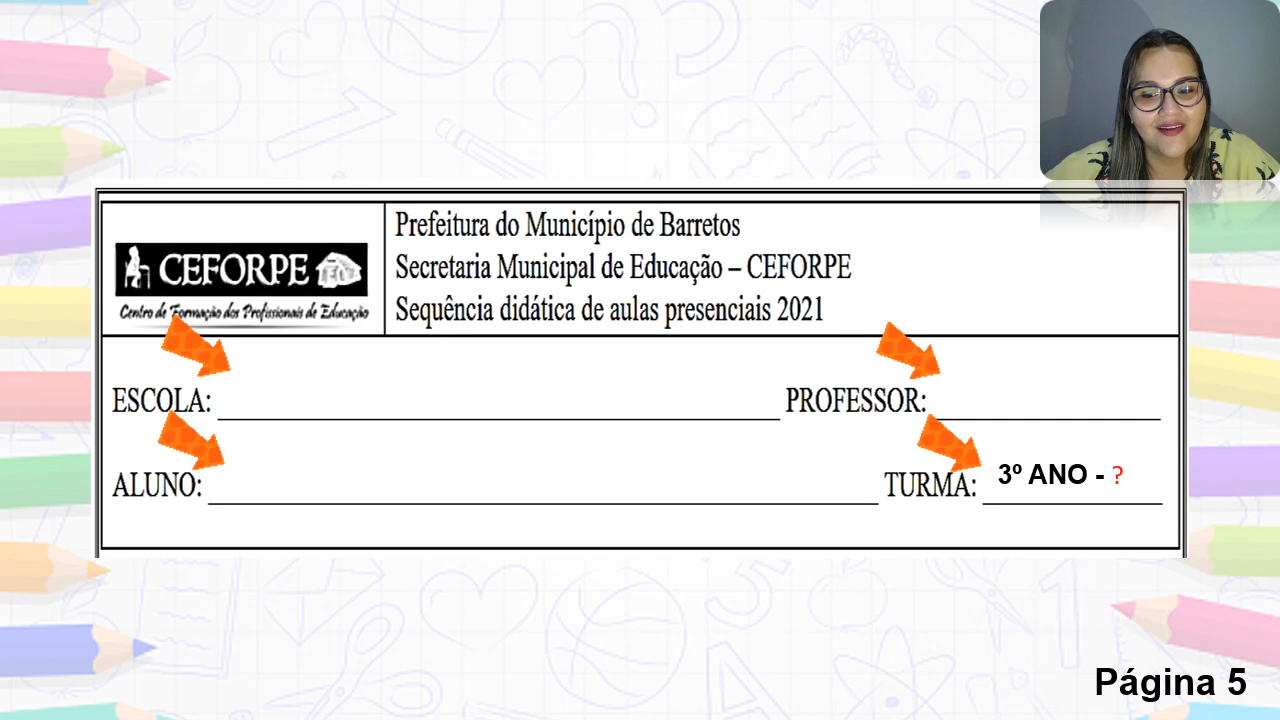 CEFORPE
Centro de Formação dos Profissionais de Educação
Prefeitura do Município de Barretos
Secretaria Municipal de Educação – CEFORPE
Sequência didática de aulas presenciais 2021
ESCOLA: PROFESSOR:
ALUNO: TURMA: 3º ANO - ?
Página 5